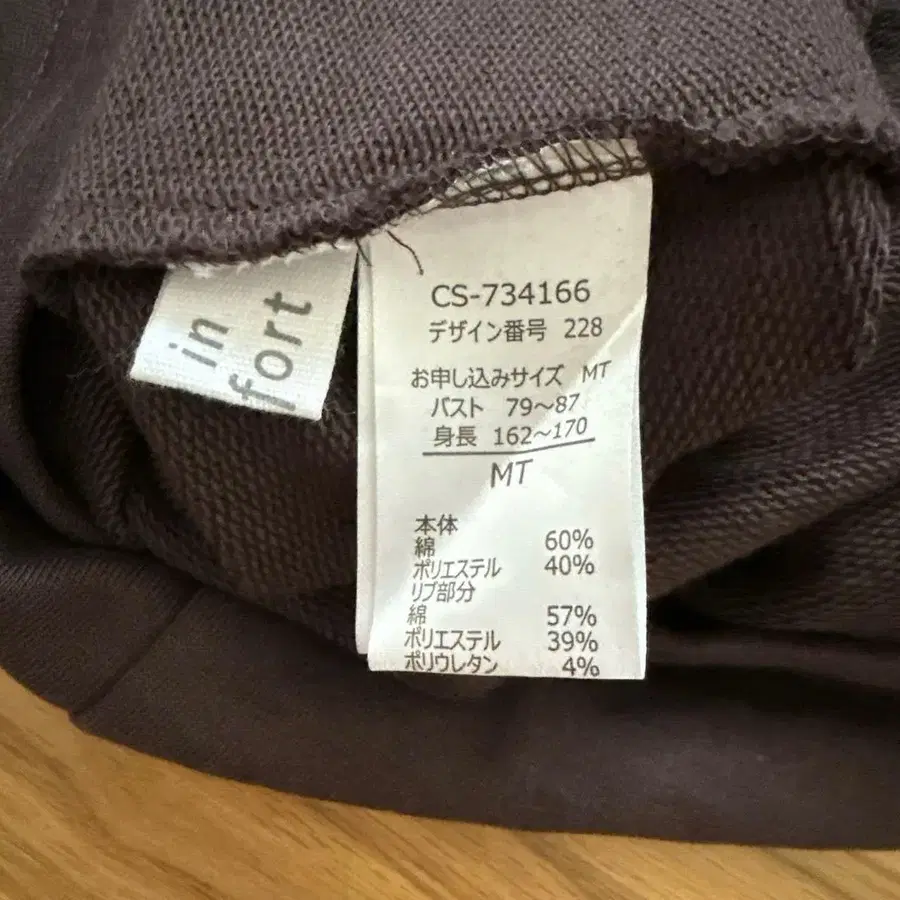 in
fort
CS-734166
デザイン番号 228
お申し込みサイズ MT
バスト 79～87
身長 162～170
MT
本体
綿 60%
ポリエステル 40%
リブ部分
綿 57%
ポリエステル 39%
ポリウレタン 4%